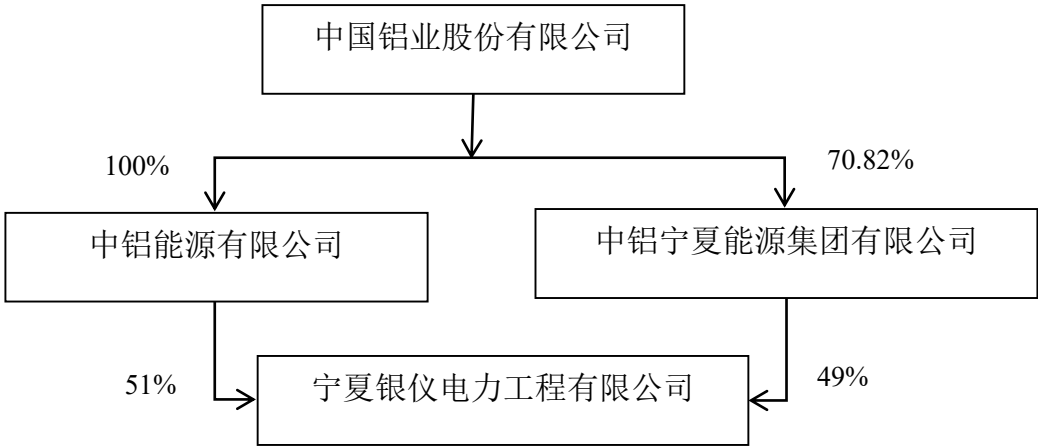 中国铝业股份有限公司
100%
70.82%
中铝能源有限公司
中铝宁夏能源集团有限公司
51%
49%
宁夏银仪电力工程有限公司